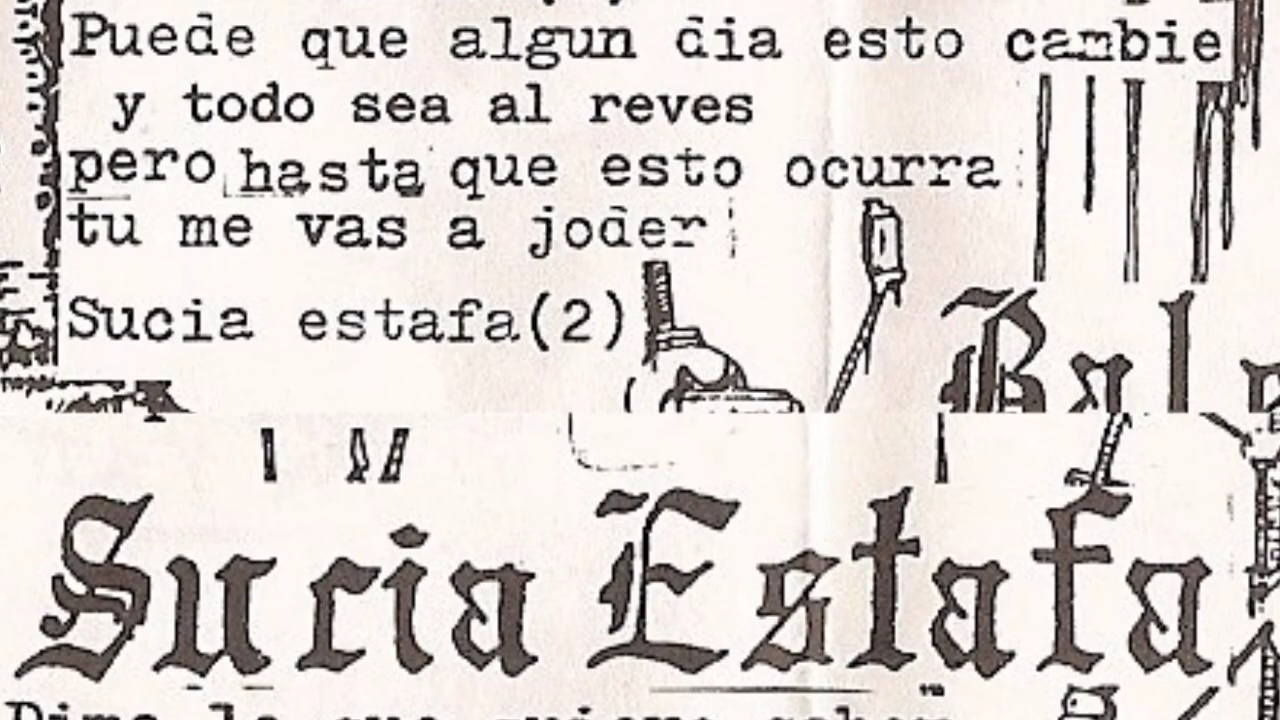 Puede que algun dia esto cambie
y todo sea al reves
pero hasta que esto ocurra
tu me vas a joder
Sucia estafa(2)
Sucia Estafa